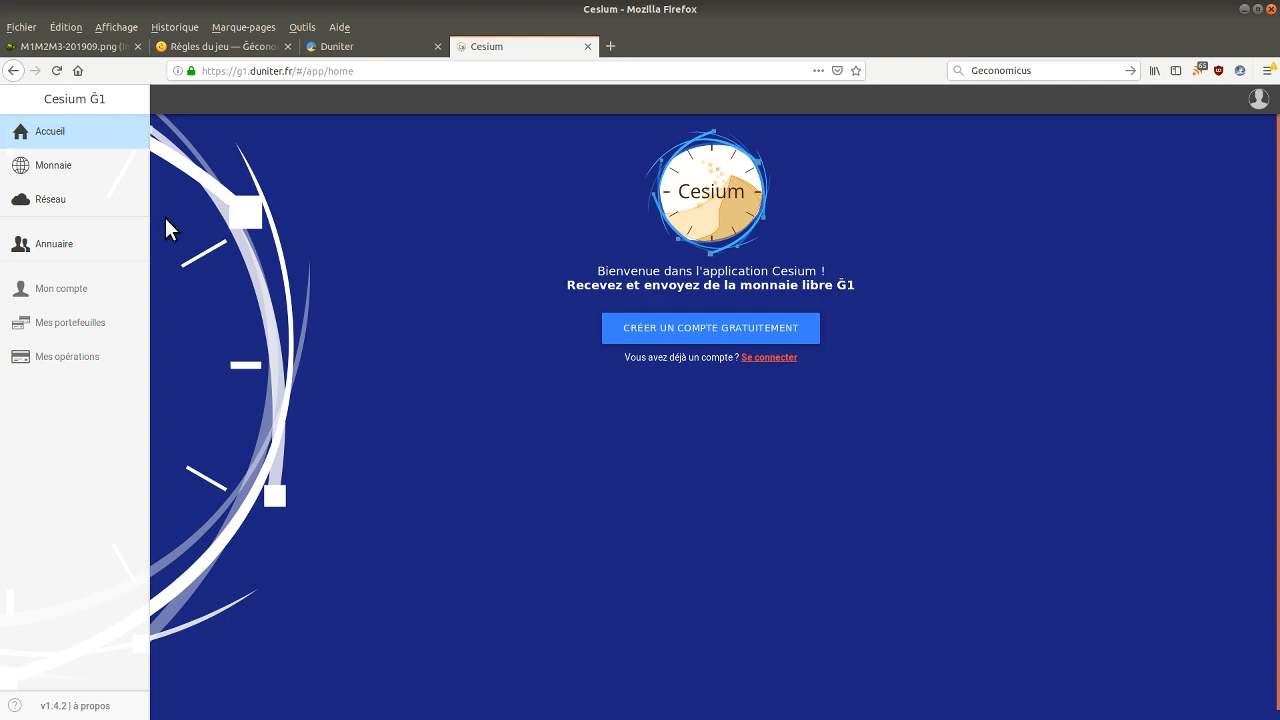 Cesium - Mozilla Firefox
Fichier Édition Affichage Historique Marque-pages Outils Aide
M1M2M3-201909.png (
Règles du jeu — Ğécono
Duniter
Cesium
https://g1.duniter.fr/#/app/home
65
Geconomicus
Cesium Ğ1
Accueil
Monnaie
Réseau
Annuaire
Mon compte
Mes portefeuilles
Mes opérations
v1.4.2 | à propos
Cesium
Bienvenue dans l'application Cesium !
Recevez et envoyez de la monnaie libre Ğ1
CRÉER UN COMPTE GRATUITEMENT
Vous avez déjà un compte ? Se connecter